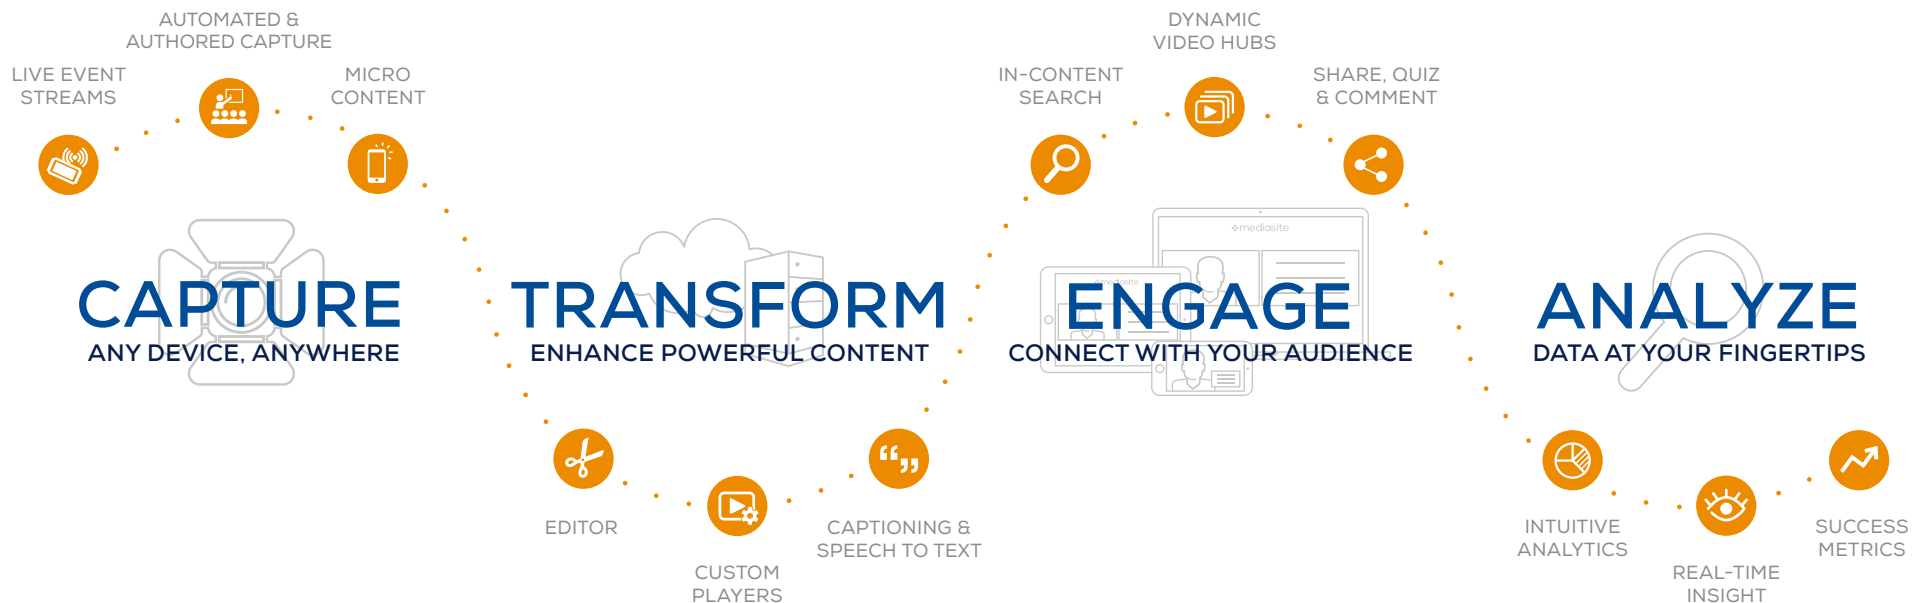 AUTOMATED &
AUTHORED CAPTURE
LIVE EVENT
STREAMS
MICRO
CONTENT
CAPTURE
ANY DEVICE, ANYWHERE
TRANSFORM
ENHANCE POWERFUL CONTENT
EDITOR
CUSTOM
PLAYERS
CAPTIONING &
SPEECH TO TEXT
IN-CONTENT
SEARCH
DYNAMIC
VIDEO HUBS
SHARE, QUIZ
& COMMENT
mediasite
mediasite
ENGAGE
CONNECT WITH YOUR AUDIENCE
ANALYZE
DATA AT YOUR FINGERTIPS
INTUITIVE
ANALYTICS
REAL-TIME
INSIGHT
SUCCESS
METRICS